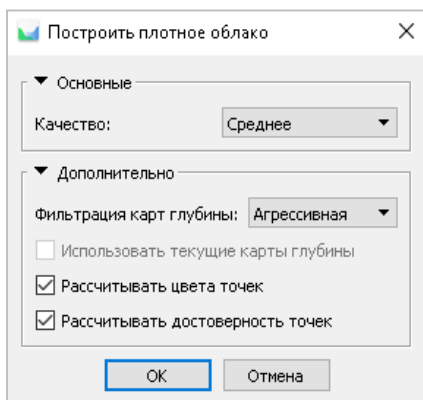 Построить плотное облако
Основные
Качество: Среднее
Дополнительно
Фильтрация карт глубины: Агрессивная
Использовать текущие карты глубины
Рассчитывать цвета точек
Рассчитывать достоверность точек
OK Отмена